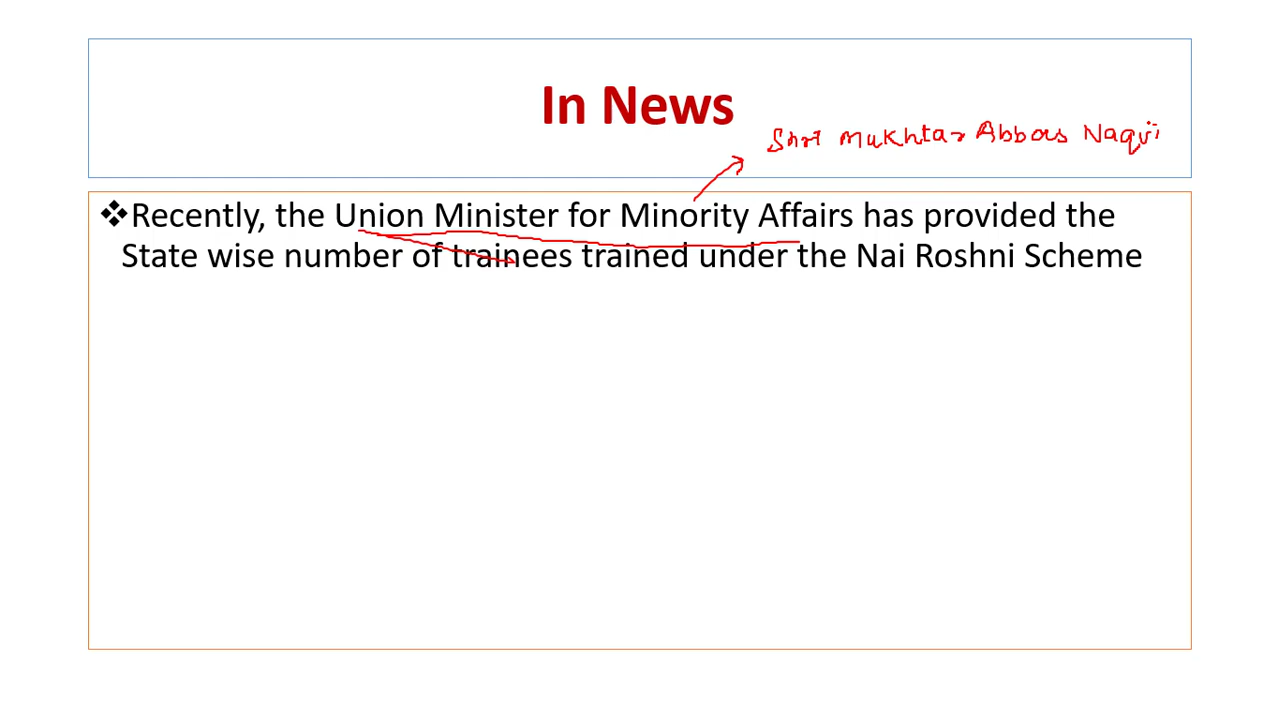 In News
Shri Mukhtar Abbas Naqvi
❖Recently, the Union Minister for Minority Affairs has provided the
State wise number of trainees trained under the Nai Roshni Scheme